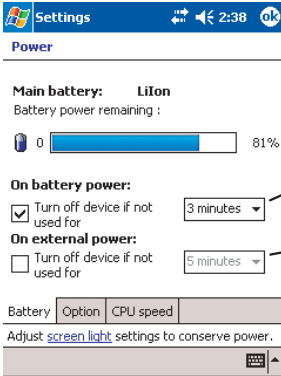 Settings 2:38 ok
Power
Main battery: LiIon
Battery power remaining :
0 81%
On battery power:
Turn off device if not used for 3 minutes
On external power:
Turn off device if not used for 5 minutes
Battery Option CPU speed
Adjust screen light settings to conserve power.